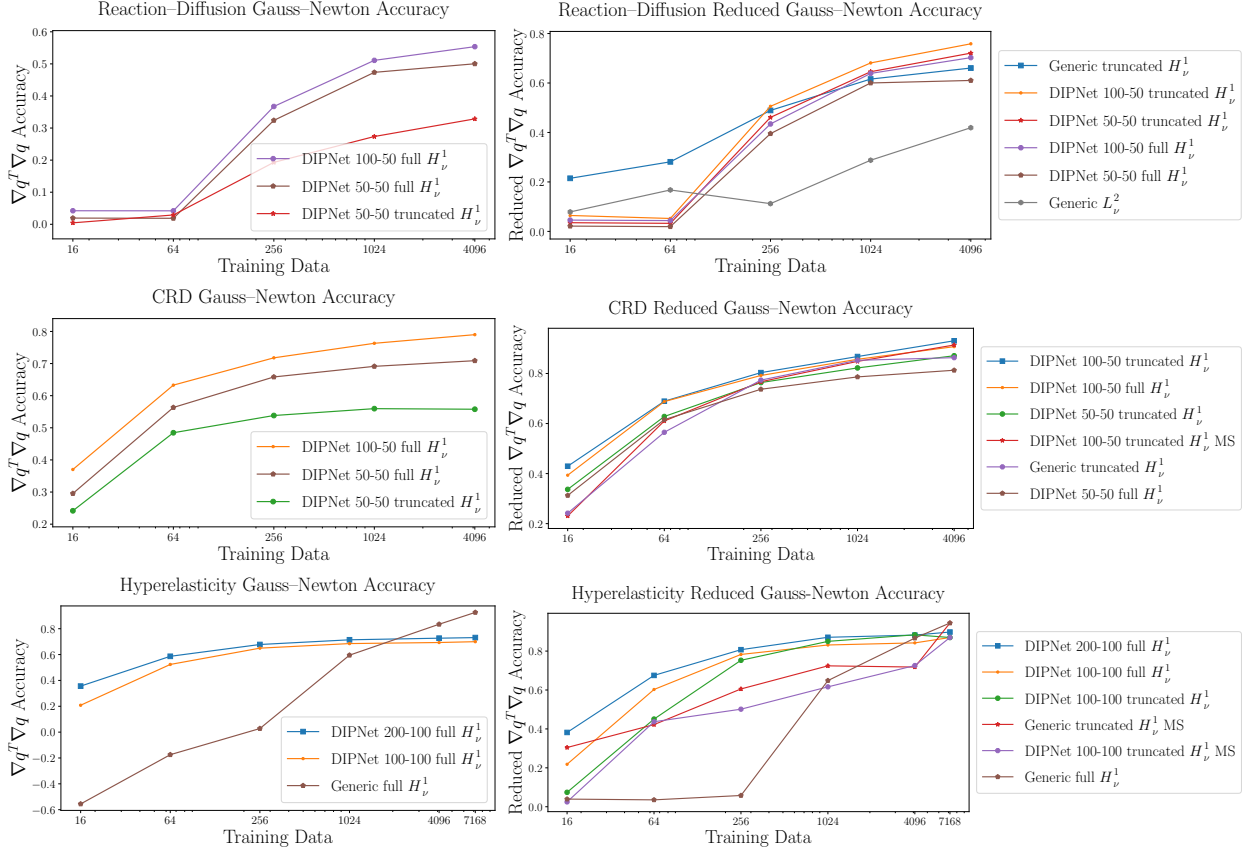 Reaction–Diffusion Gauss–Newton Accuracy
∇q^T∇q Accuracy
0.6
0.5
0.4
0.3
0.2
0.1
0.0
DIPNet 100-50 full H^1_ν
DIPNet 50-50 full H^1_ν
DIPNet 50-50 truncated H^1_ν
16 64 256 1024 4096
Training Data
Reaction–Diffusion Reduced Gauss–Newton Accuracy
Reduced ∇q^T∇q Accuracy
0.8
0.6
0.4
0.2
0.0
16 64 256 1024 4096
Training Data
Generic truncated H^1_ν
DIPNet 100-50 truncated H^1_ν
DIPNet 50-50 truncated H^1_ν
DIPNet 100-50 full H^1_ν
DIPNet 50-50 full H^1_ν
Generic L^2_ν
CRD Gauss–Newton Accuracy
∇q^T∇q Accuracy
0.8
0.7
0.6
0.5
0.4
0.3
0.2
DIPNet 100-50 full H^1_ν
DIPNet 50-50 full H^1_ν
DIPNet 50-50 truncated H^1_ν
16 64 256 1024 4096
Training Data
CRD Reduced Gauss–Newton Accuracy
Reduced ∇q^T∇q Accuracy
0.8
0.6
0.4
0.2
16 64 256 1024 4096
Training Data
DIPNet 100-50 truncated H^1_ν
DIPNet 100-50 full H^1_ν
DIPNet 50-50 truncated H^1_ν
DIPNet 100-50 truncated H^1_ν MS
Generic truncated H^1_ν
DIPNet 50-50 full H^1_ν
Hyperelasticity Gauss–Newton Accuracy
∇q^T∇q Accuracy
0.8
0.6
0.4
0.2
0.0
−0.2
−0.4
−0.6
DIPNet 200-100 full H^1_ν
DIPNet 100-100 full H^1_ν
Generic full H^1_ν
16 64 256 1024 4096 7168
Training Data
Hyperelasticity Reduced Gauss-Newton Accuracy
Reduced ∇q^T∇q Accuracy
0.8
0.6
0.4
0.2
0.0
16 64 256 1024 4096 7168
Training Data
DIPNet 200-100 full H^1_ν
DIPNet 100-100 full H^1_ν
DIPNet 100-100 truncated H^1_ν
Generic truncated H^1_ν MS
DIPNet 100-100 truncated H^1_ν MS
Generic full H^1_ν